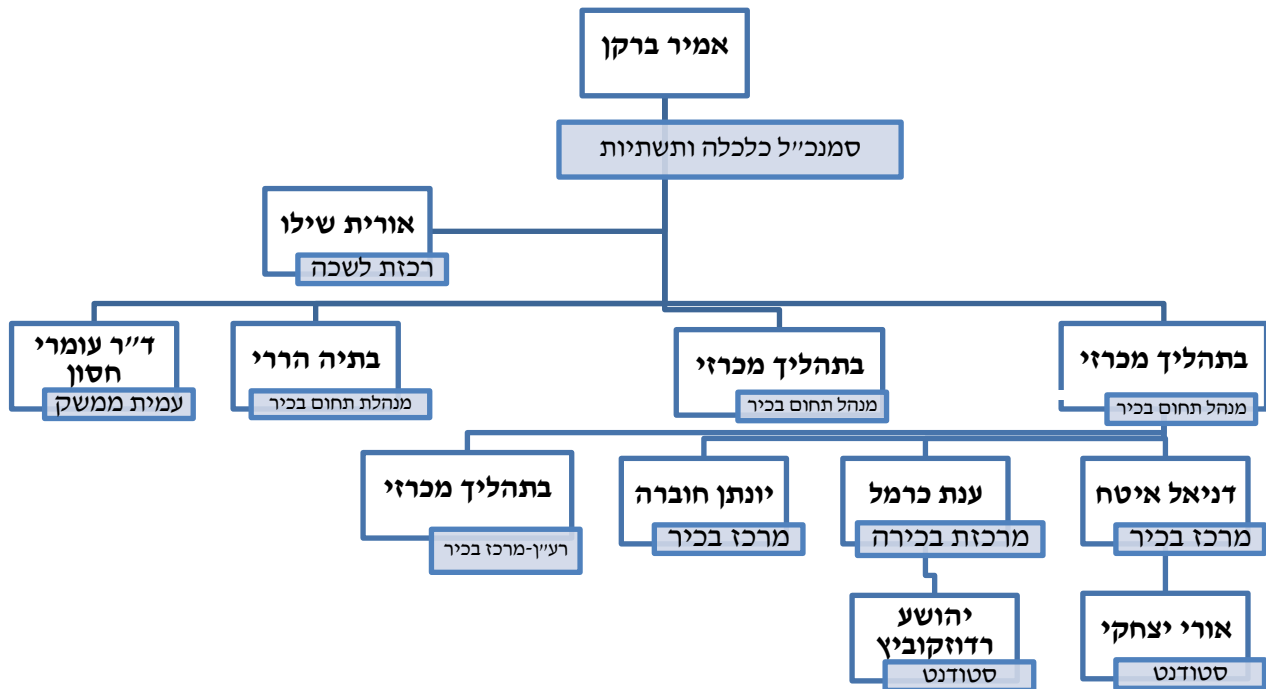 אמיר ברקן
סמנכ״ל כלכלה ותשתיות
אורית שילו
רכזת לשכה
בתהליך מכרזי
מנהל תחום בכיר
בתהליך מכרזי
מנהל תחום בכיר
בתיה הררי
מנהלת תחום בכיר
ד״ר עומרי
חסון
עמית ממשק
דניאל איטח
מרכז בכיר
ענת כרמל
מרכזת בכירה
יונתן חוברה
מרכז בכיר
בתהליך מכרזי
רע״ן-מרכז בכיר
אורי יצחקי
סטודנט
יהושע
רדוזקוביץ
סטודנט